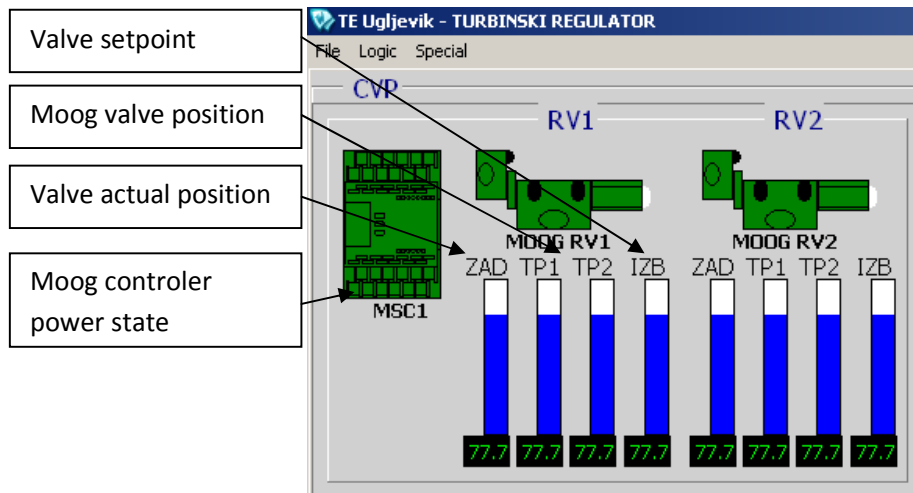 Valve setpoint
Moog valve position
Valve actual position
Moog controler
power state
TE Ugljevik - TURBINSKI REGULATOR
File Logic Special
CVP
RV1 RV2
MOOG RV1 MOOG RV2
ZAD TP1 TP2 IZB ZAD TP1 TP2 IZB
MSC1
77.7 77.7 77.7 77.7 77.7 77.7 77.7 77.7